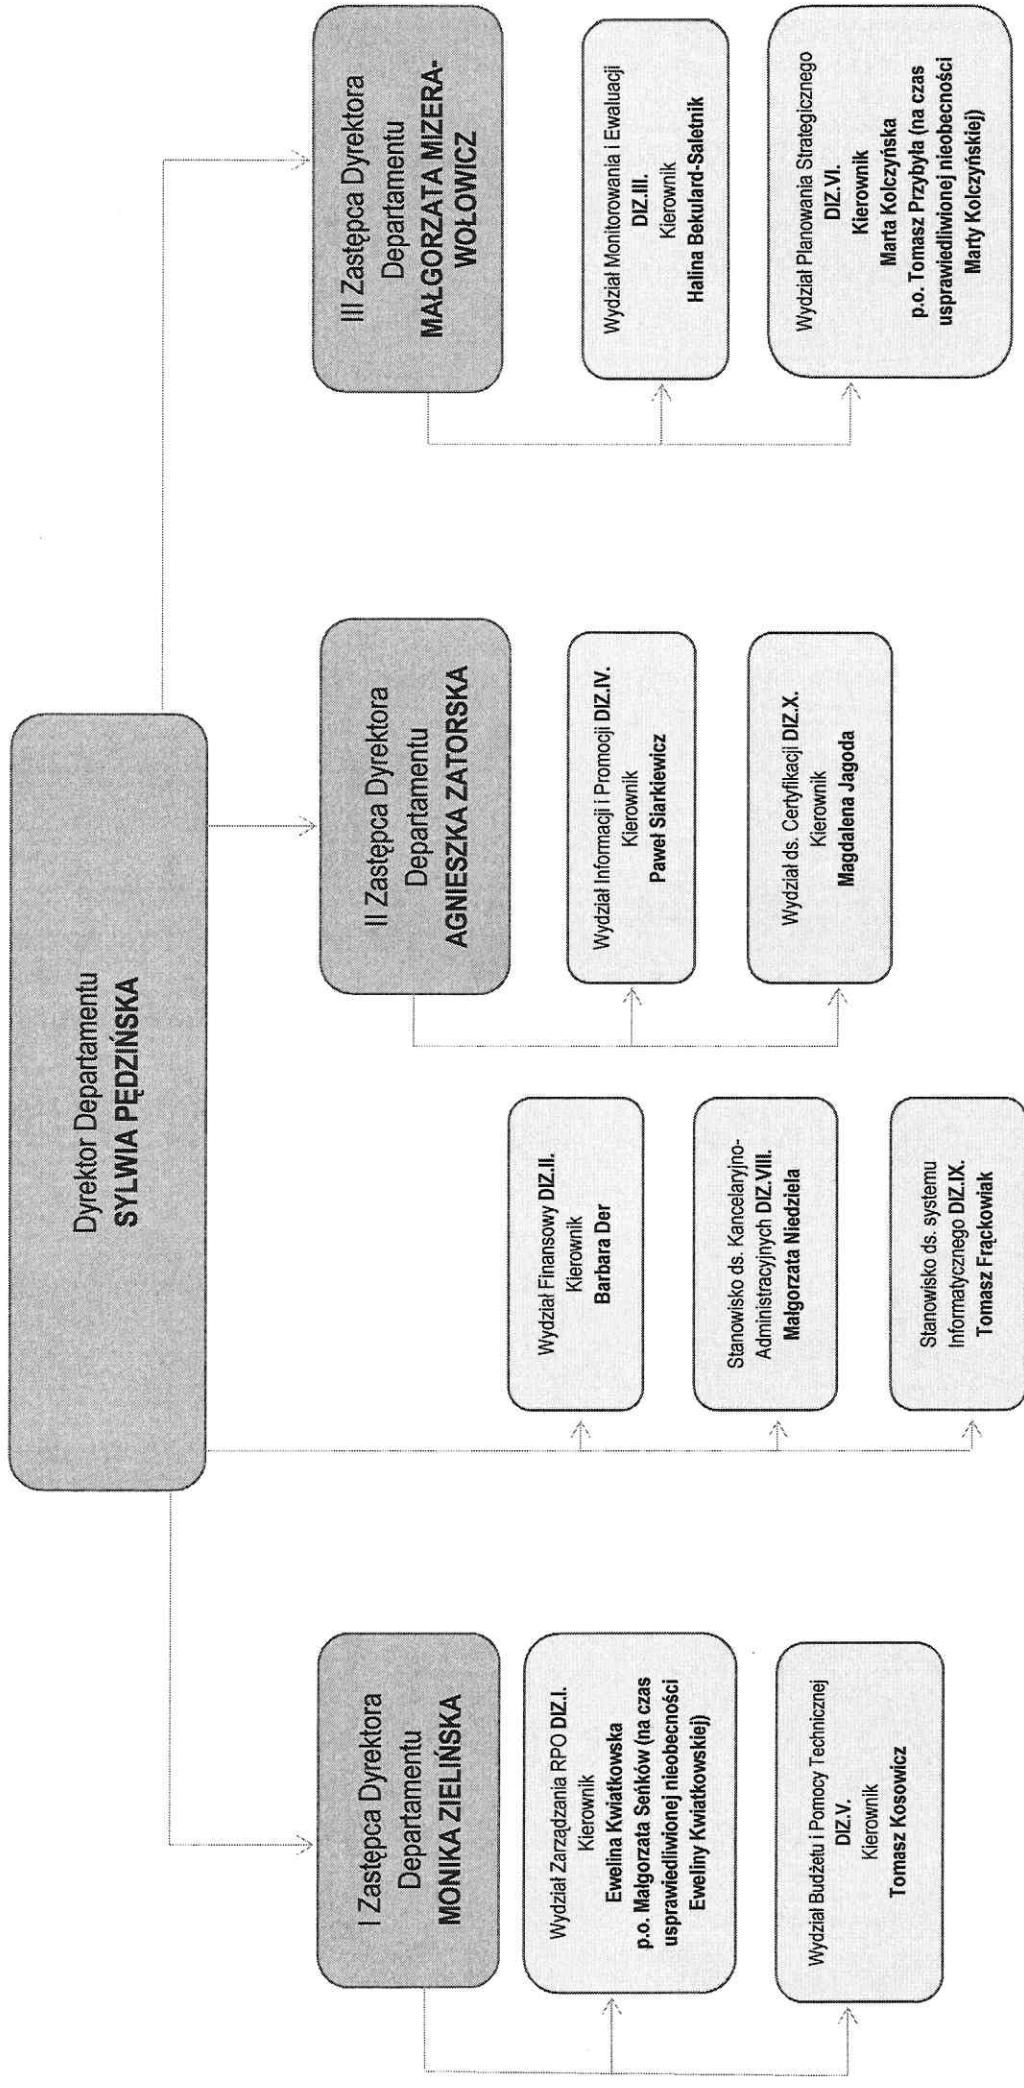 Dyrektor Departamentu
SYLWIA PĘDZIŃSKA
I Zastępca Dyrektora
Departamentu
MONIKA ZIELIŃSKA
Wydział Zarządzania RPO DIZ.I.
Kierownik
Ewelina Kwiatkowska
p.o. Małgorzata Seńków (na czas
usprawiedliwionej nieobecności
Eweliny Kwiatkowskiej)
Wydział Budżetu i Pomocy Technicznej
DIZ.V.
Kierownik
Tomasz Kosowicz
Wydział Finansowy DIZ.II.
Kierownik
Barbara Der
Stanowisko ds. Kancelaryjno-
Administracyjnych DIZ.VIII.
Małgorzata Niedziela
Stanowisko ds. systemu
Informatycznego DIZ.IX.
Tomasz Frąckowiak
II Zastępca Dyrektora
Departamentu
AGNIESZKA ZATORSKA
Wydział Informacji i Promocji DIZ.IV.
Kierownik
Paweł Siarkiewicz
Wydział ds. Certyfikacji DIZ.X.
Kierownik
Magdalena Jagoda
III Zastępca Dyrektora
Departamentu
MAŁGORZATA MIZERA-
WOŁOWICZ
Wydział Monitorowania i Ewaluacji
DIZ.III.
Kierownik
Halina Bekulard-Saletnik
Wydział Planowania Strategicznego
DIZ.VI.
Kierownik
Marta Kolczyńska
p.o. Tomasz Przybyła (na czas
usprawiedliwionej nieobecności
Marty Kolczyńskiej)